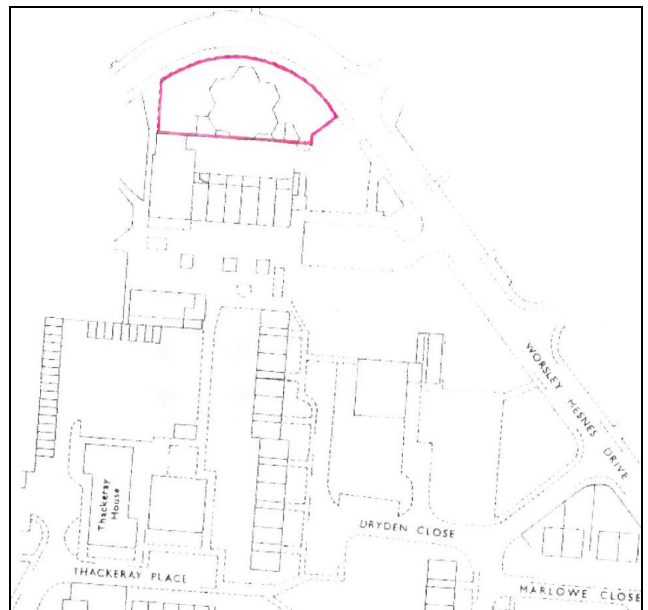 WORSLEY MESNES DRIVE
Thackeray
House
DRYDEN CLOSE
THACKERAY PLACE
MARLOWE CLOSE